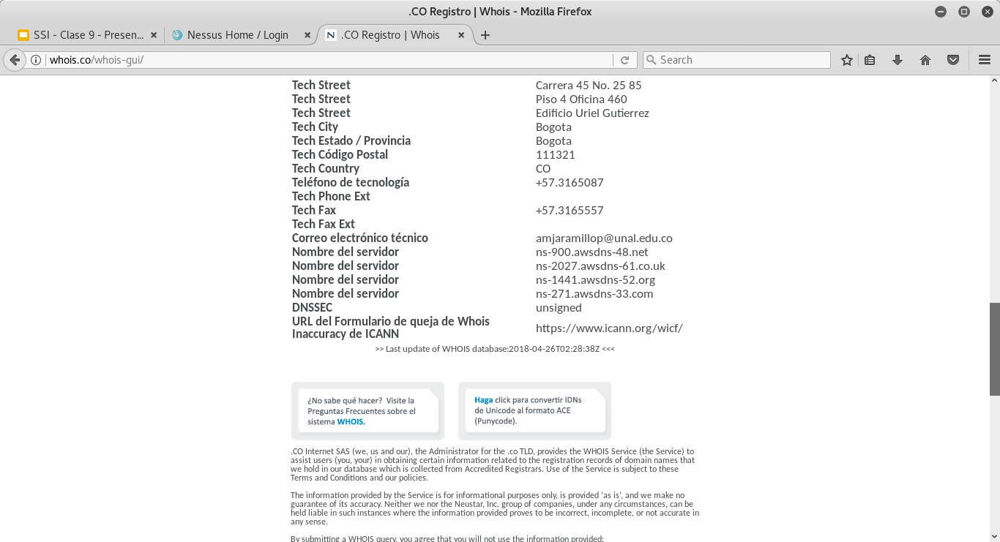 .CO Registro | Whois - Mozilla Firefox
SSI - Clase 9 - Presen...
Nessus Home / Login
.CO Registro | Whois
whois.co/whois-gui/
Search
Tech Street Carrera 45 No. 25 85
Tech Street Piso 4 Oficina 460
Tech Street Edificio Uriel Gutierrez
Tech City Bogota
Tech Estado / Provincia Bogota
Tech Código Postal 111321
Tech Country CO
Teléfono de tecnología +57.3165087
Tech Phone Ext
Tech Fax +57.3165557
Tech Fax Ext
Correo electrónico técnico amjaramillop@unal.edu.co
Nombre del servidor ns-900.awsdns-48.net
Nombre del servidor ns-2027.awsdns-61.co.uk
Nombre del servidor ns-1441.awsdns-52.org
Nombre del servidor ns-271.awsdns-33.com
DNSSEC unsigned
URL del Formulario de queja de Whois
Inaccuracy de ICANN https://www.icann.org/wicf/
>> Last update of WHOIS database:2018-04-26T02:28:38Z <<<
¿No sabe qué hacer? Visite la
Preguntas Frecuentes sobre el
sistema WHOIS.
Haga click para convertir IDNs
de Unicode al formato ACE
(Punycode).
.CO Internet SAS (we, us and our), the Administrator for the .co TLD, provides the WHOIS Service (the Service) to
assist users (you, your) in obtaining certain information related to the registration records of domain names that
we hold in our database which is collected from Accredited Registrars. Use of the Service is subject to these
Terms and Conditions and our policies.
The information provided by the Service is for informational purposes only, is provided 'as is', and we make no
guarantee of its accuracy. Neither we nor the Neustar, Inc. group of companies, under any circumstances, can be
held liable in such instances where the information provided proves to be incorrect, incomplete, or not accurate in
any sense.
By submitting a WHOIS query, you agree that you will not use the information provided: